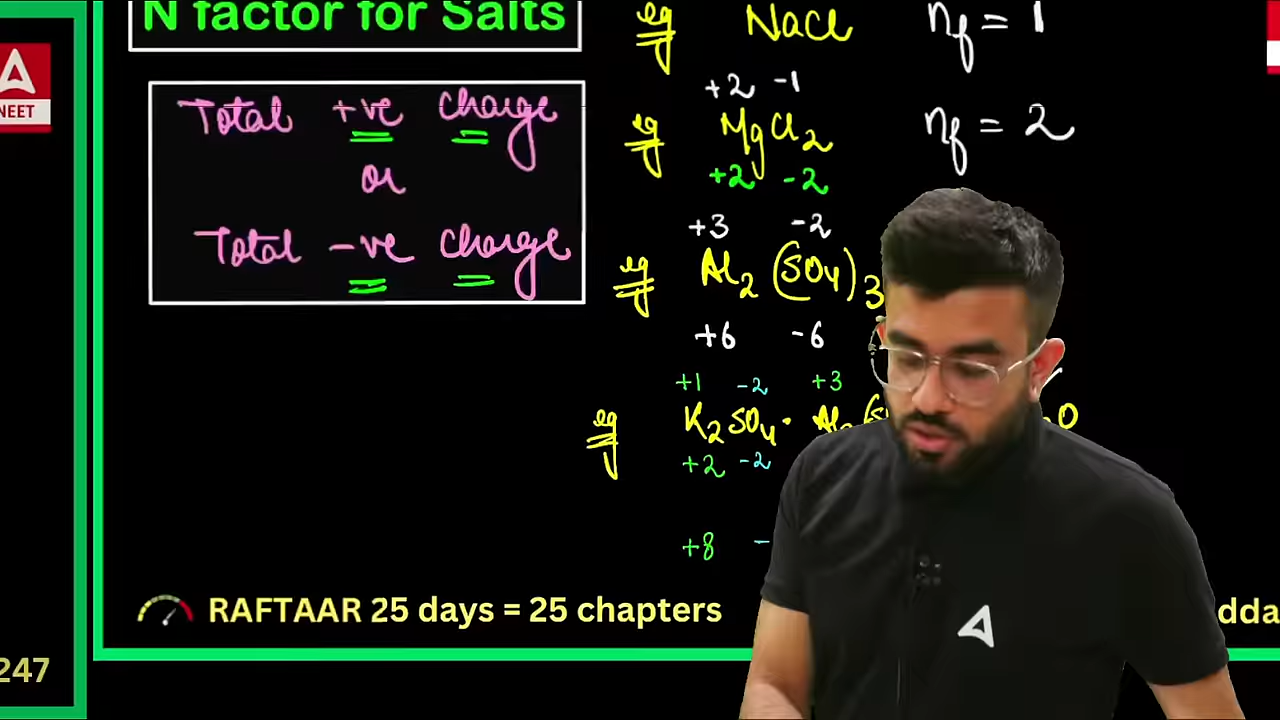 N factor for Salts
eg NaCl nf = 1
+2 -1
eg MgCl2 nf = 2
+2 -2
Total +ve charge
or
Total -ve charge
+3 -2
eg Al2 (SO4)3
+6 -6
+1 -2 +3
eg K2SO4. Al2 O
+2 -2
+8 -
RAFTAAR 25 days = 25 chapters
dda
247
NEET